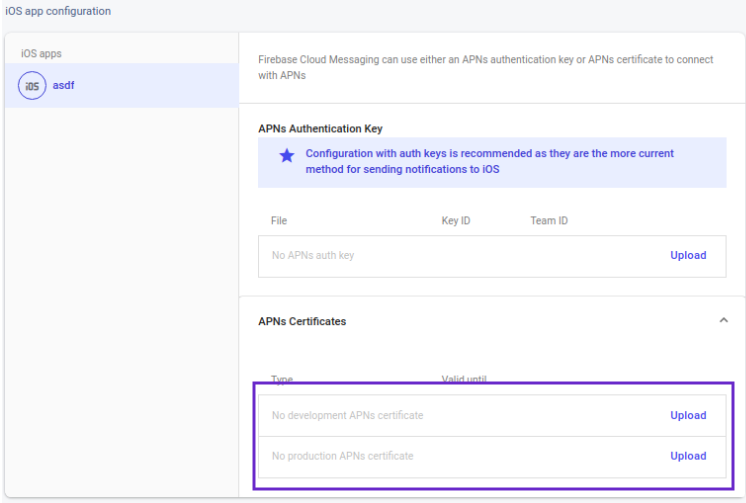 iOS app configuration
iOS apps
iOS
asdf
Firebase Cloud Messaging can use either an APNs authentication key or APNs certificate to connect
with APNs
APNs Authentication Key
Configuration with auth keys is recommended as they are the more current
method for sending notifications to iOS
File Key ID Team ID
No APNs auth key Upload
APNs Certificates
Type Valid until
No development APNs certificate Upload
No production APNs certificate Upload